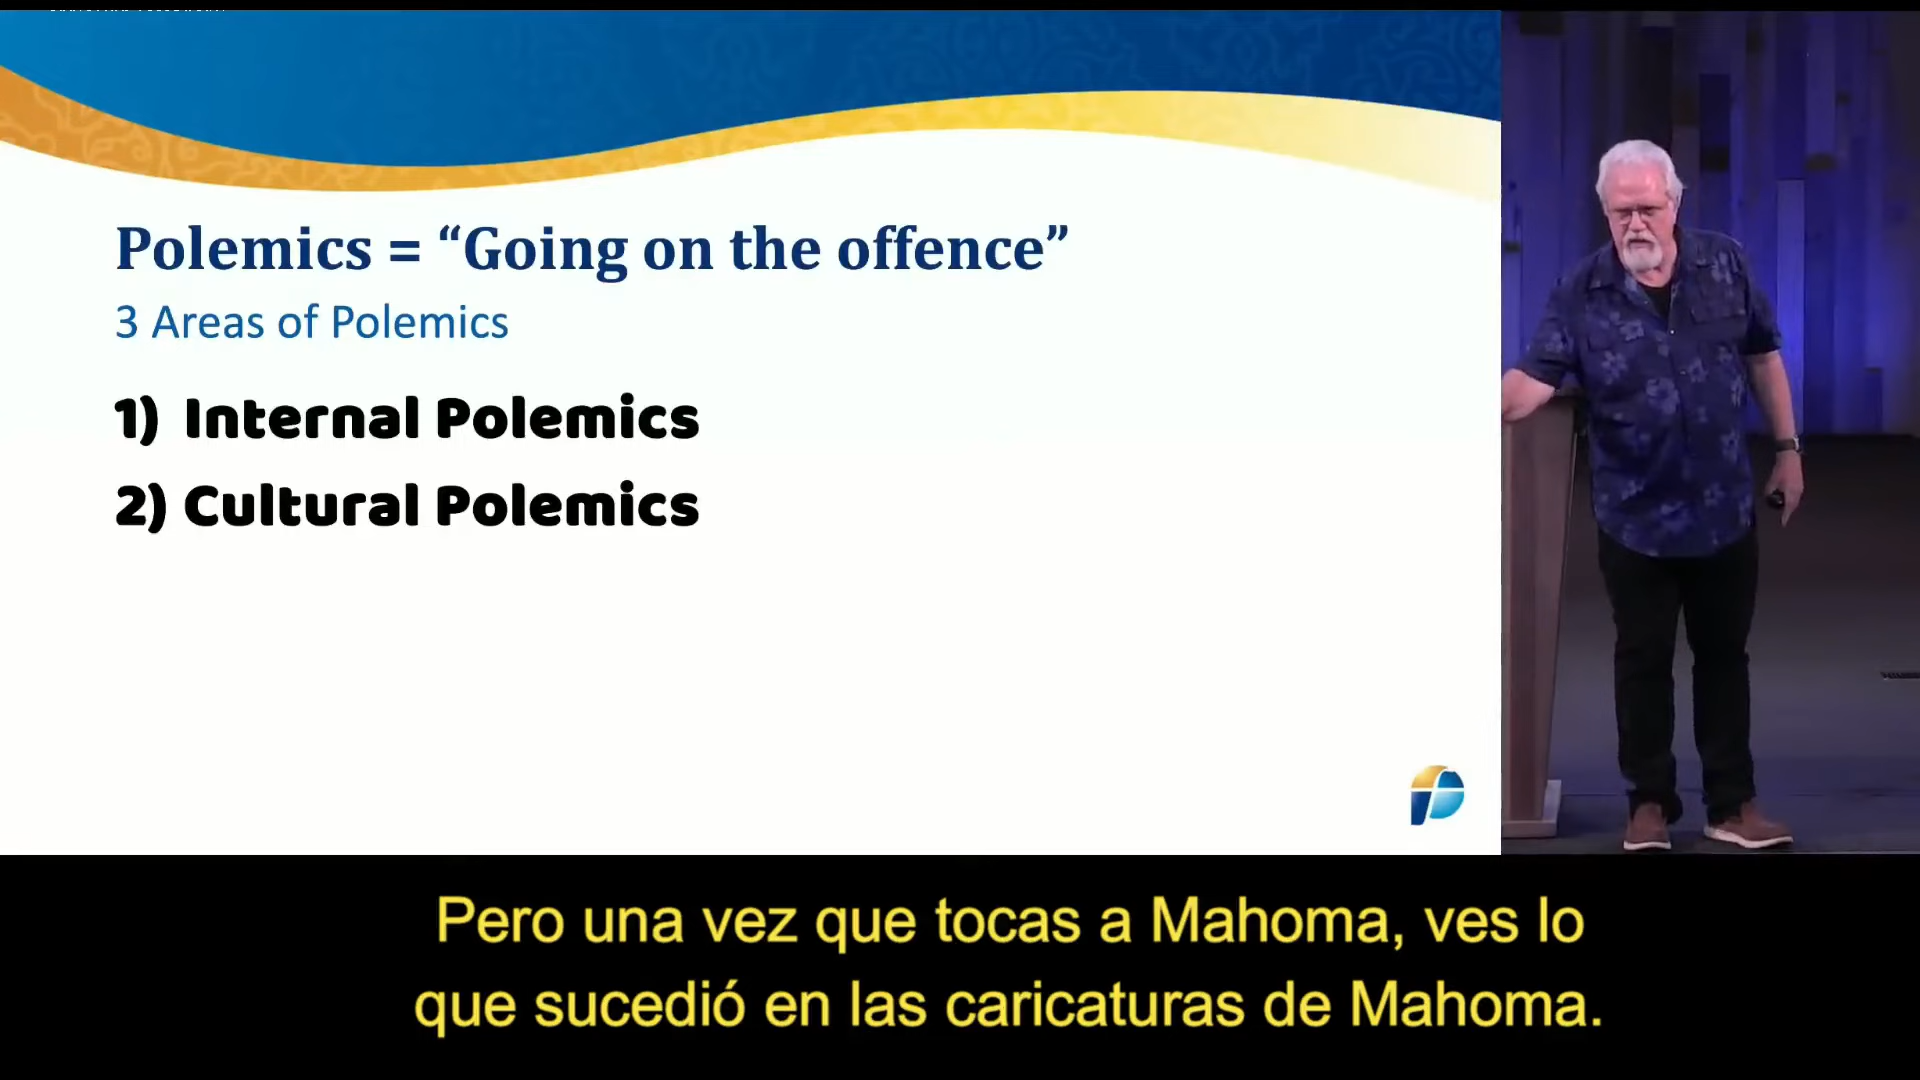 Polemics = “Going on the offence”
3 Areas of Polemics
1) Internal Polemics
2) Cultural Polemics
Pero una vez que tocas a Mahoma, ves lo
que sucedió en las caricaturas de Mahoma.